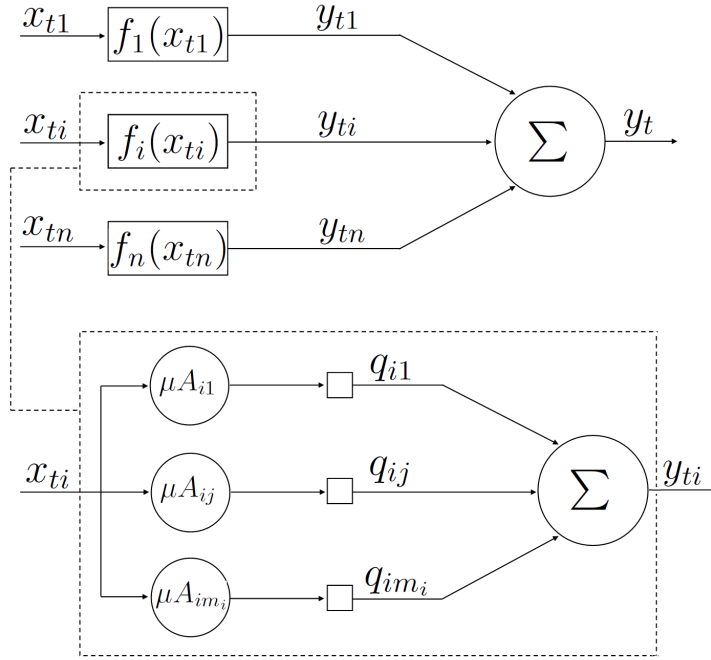 x_{t1} f_1(x_{t1}) y_{t1}
x_{ti} f_i(x_{ti}) y_{ti} ∑ y_t
x_{tn} f_n(x_{tn}) y_{tn}
μA_{i1} q_{i1}
x_{ti} μA_{ij} q_{ij} ∑ y_{ti}
μA_{im_i} q_{im_i}